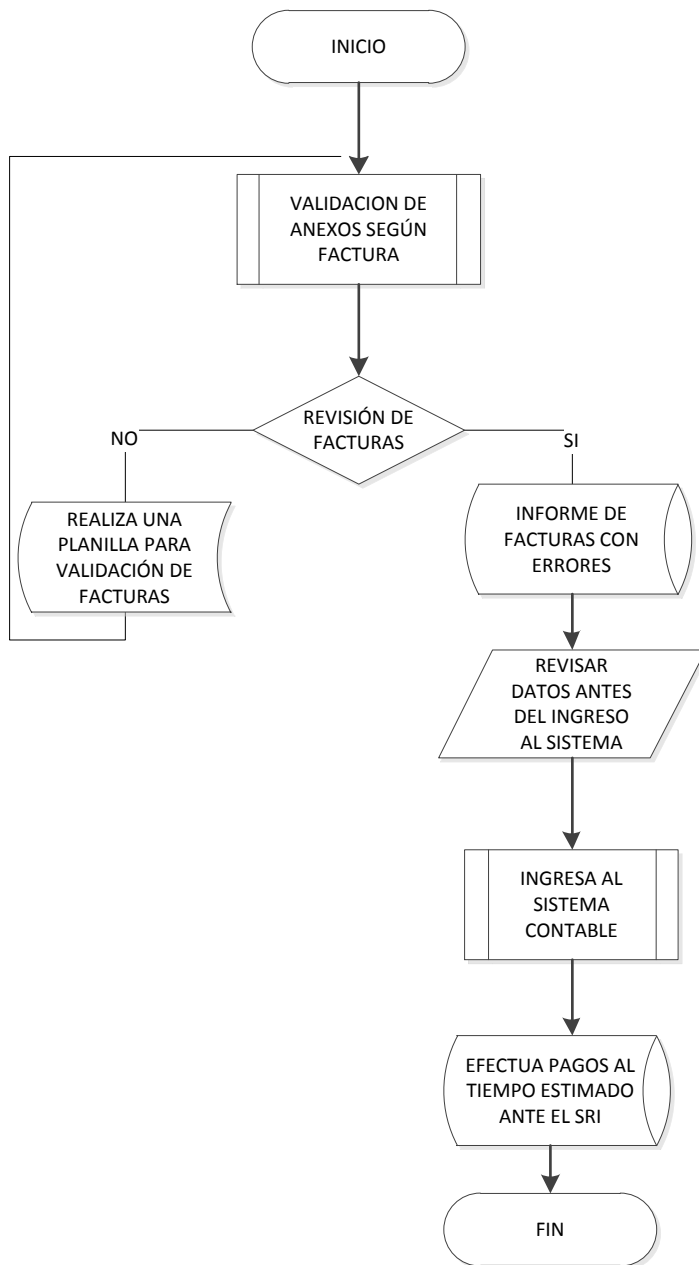 INICIO
VALIDACION DE
ANEXOS SEGÚN
FACTURA
REVISIÓN DE
FACTURAS
NO
SI
REALIZA UNA
PLANILLA PARA
VALIDACIÓN DE
FACTURAS
INFORME DE
FACTURAS CON
ERRORES
REVISAR
DATOS ANTES
DEL INGRESO
AL SISTEMA
INGRESA AL
SISTEMA
CONTABLE
EFECTUA PAGOS AL
TIEMPO ESTIMADO
ANTE EL SRI
FIN